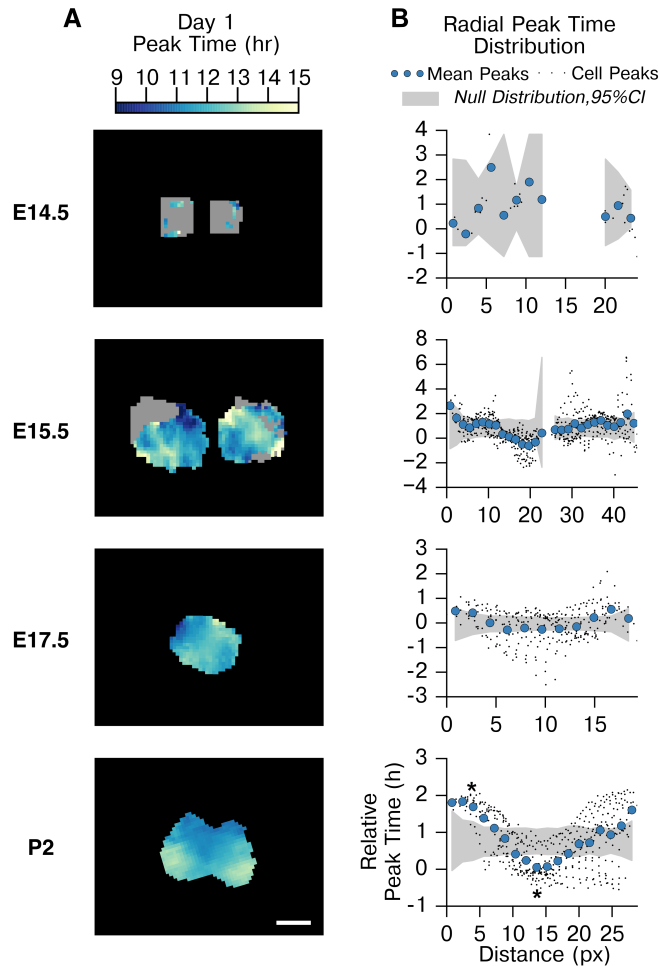 A
Day 1
Peak Time (hr)
9 10 11 12 13 14 15
B
Radial Peak Time
Distribution
Mean Peaks Cell Peaks
Null Distribution,95%CI
E14.5
4
3
2
1
0
-1
-2
0 5 10 15 20
E15.5
8
6
4
2
0
−2
−4
0 10 20 30 40
E17.5
3
2
1
0
-1
-2
-3
0 5 10 15
P2
Relative
Peak Time (h)
3
2
1
0
-1
*
*
0 5 10 15 20 25
Distance (px)